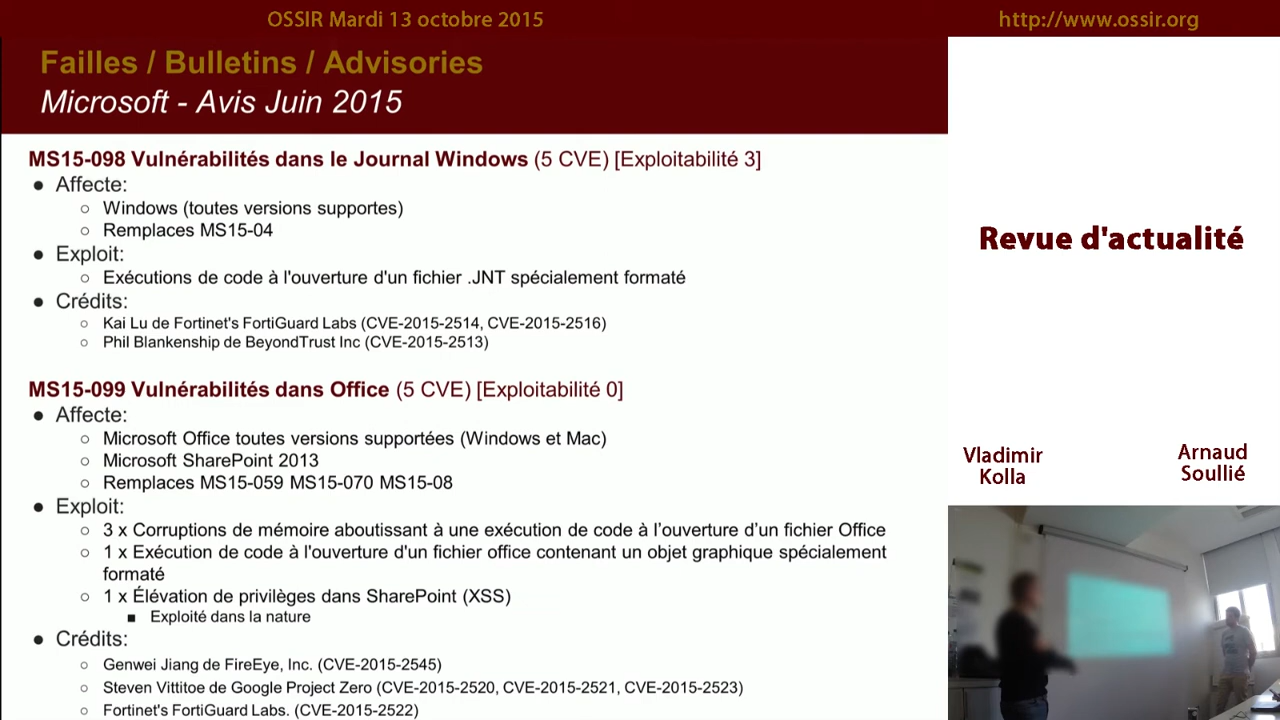 OSSIR Mardi 13 octobre 2015
http://www.ossir.org
Failles / Bulletins / Advisories
Microsoft - Avis Juin 2015
MS15-098 Vulnérabilités dans le Journal Windows (5 CVE) [Exploitabilité 3]
● Affecte:
○ Windows (toutes versions supportes)
○ Remplaces MS15-04
● Exploit:
○ Exécutions de code à l'ouverture d'un fichier .JNT spécialement formaté
● Crédits:
○ Kai Lu de Fortinet's FortiGuard Labs (CVE-2015-2514, CVE-2015-2516)
○ Phil Blankenship de BeyondTrust Inc (CVE-2015-2513)
MS15-099 Vulnérabilités dans Office (5 CVE) [Exploitabilité 0]
● Affecte:
○ Microsoft Office toutes versions supportées (Windows et Mac)
○ Microsoft SharePoint 2013
○ Remplaces MS15-059 MS15-070 MS15-08
● Exploit:
○ 3 x Corruptions de mémoire aboutissant à une exécution de code à l’ouverture d’un fichier Office
○ 1 x Exécution de code à l'ouverture d'un fichier office contenant un objet graphique spécialement
formaté
○ 1 x Élévation de privilèges dans SharePoint (XSS)
■ Exploité dans la nature
● Crédits:
○ Genwei Jiang de FireEye, Inc. (CVE-2015-2545)
○ Steven Vittitoe de Google Project Zero (CVE-2015-2520, CVE-2015-2521, CVE-2015-2523)
○ Fortinet's FortiGuard Labs. (CVE-2015-2522)
Revue d'actualité
Vladimir
Kolla
Arnaud
Soullié